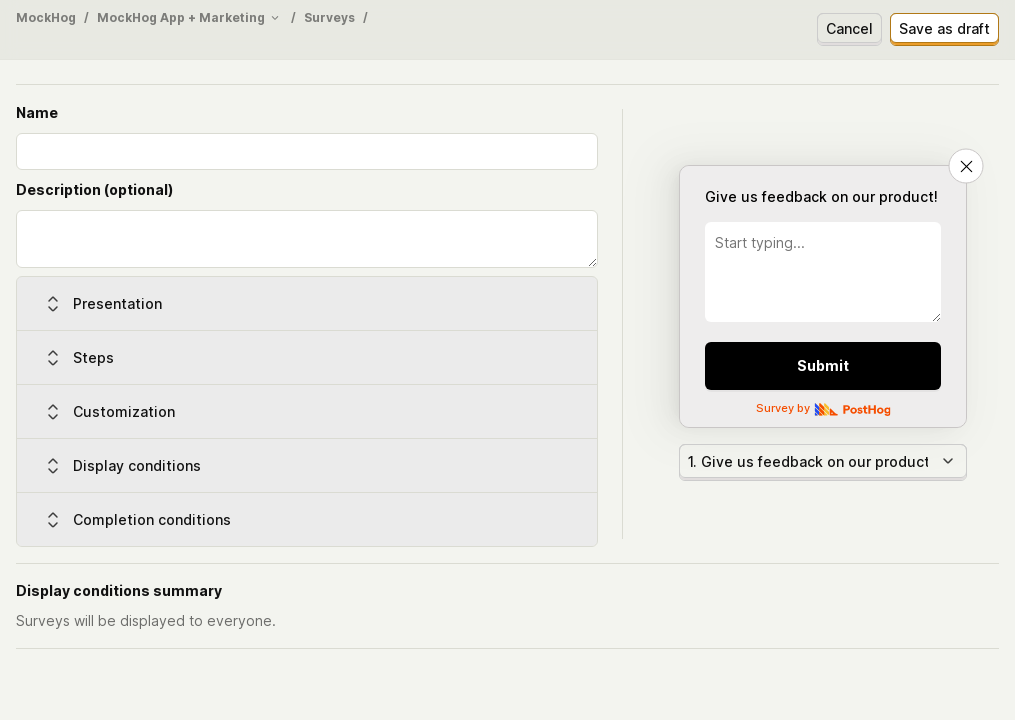 MockHog / MockHog App + Marketing / Surveys /
Cancel
Save as draft
Name
Description (optional)
Presentation
Steps
Customization
Display conditions
Completion conditions
Give us feedback on our product!
Start typing...
Submit
Survey by PostHog
1. Give us feedback on our product
Display conditions summary
Surveys will be displayed to everyone.